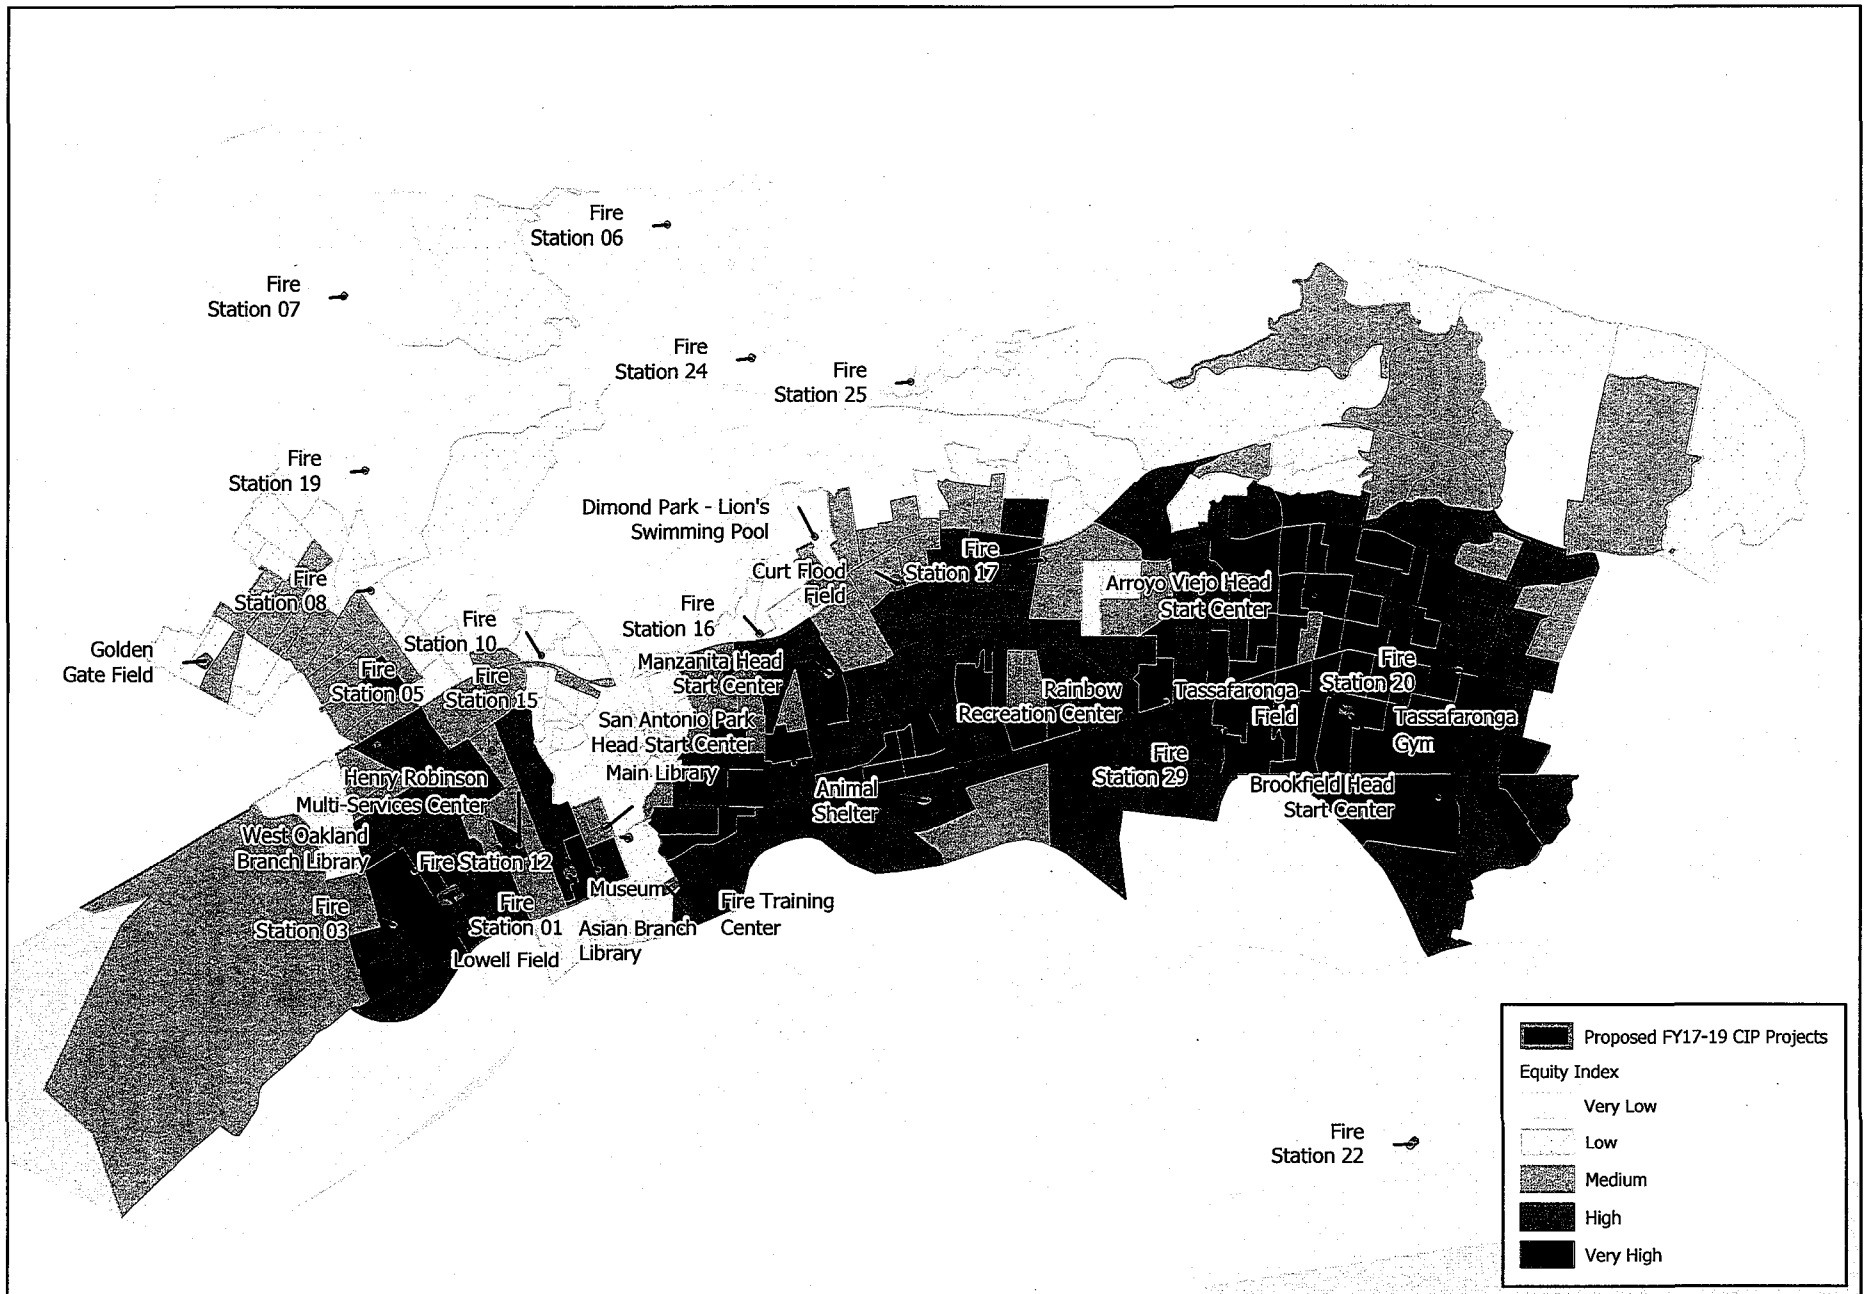 Fire
Station 06
Fire
Station 07
Fire
Station 24
Fire
Station 25
Fire
Station 19
Dimond Park - Lion's
Swimming Pool
Fire
Station 17
Curt Flood
Field
Arroyo Viejo Head
Start Center
Fire
Station 08
Fire
Station 16
Fire
Station 10
Golden
Gate Field
Manzanita Head
Start Center
Fire
Station 05
Fire
Station 15
Fire
Station 20
Rainbow
Recreation Center
Tassafaronga
Field
San Antonio Park
Head Start Center
Tassafaronga
Gym
Fire
Station 29
Main Library
Henry Robinson
Multi-Services Center
Animal
Shelter
Brookfield Head
Start Center
West Oakland
Branch Library
Fire Station 12
Museum
Fire
Station 03
Fire
Station 01
Asian Branch
Library
Fire Training
Center
Lowell Field
Fire
Station 22
Proposed FY17-19 CIP Projects
Equity Index
Very Low
Low
Medium
High
Very High